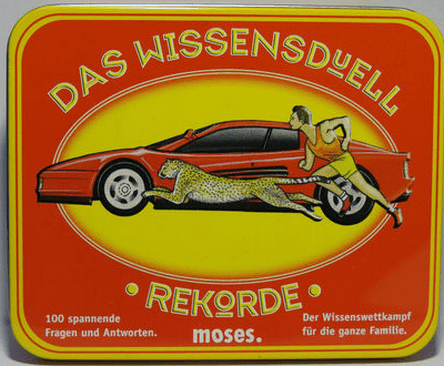 DAS WISSENSDUELL
• REKORDE •
100 spannende
Fragen und Antworten.
moses.
Der Wissenswettkampf
für die ganze Familie.